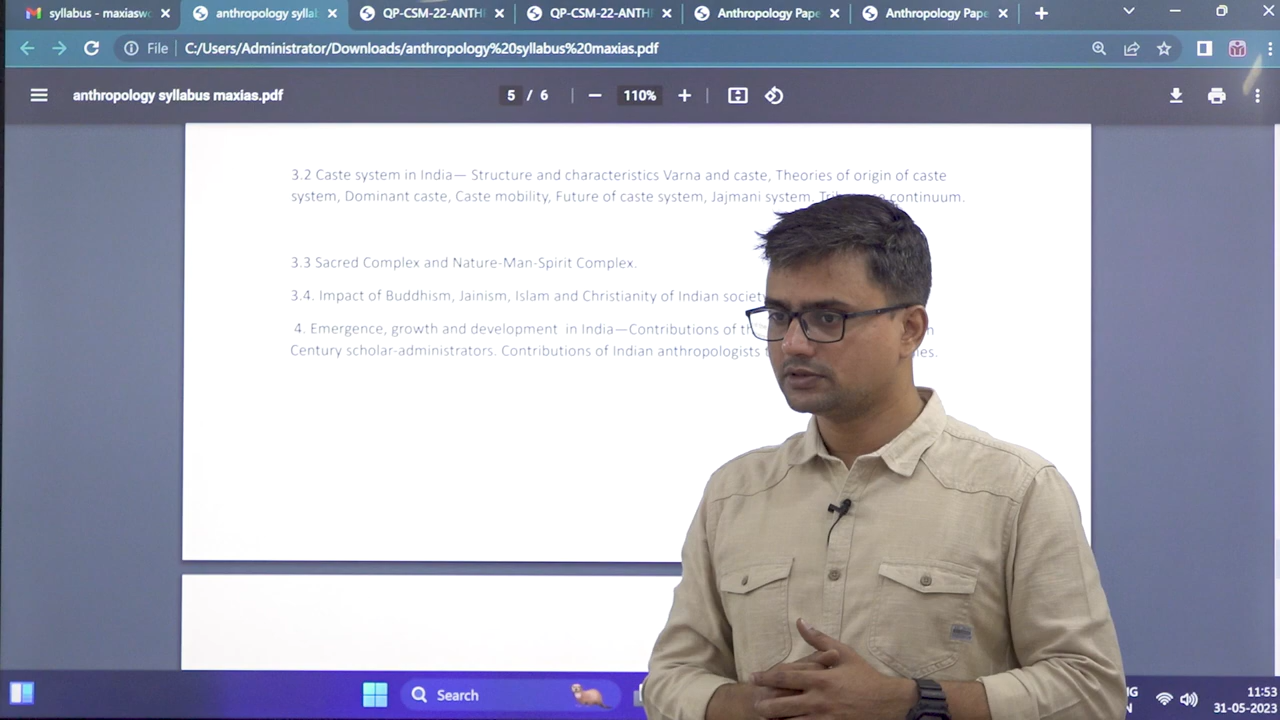 syllabus - maxiasw
anthropology syllab
QP-CSM-22-ANTH
QP-CSM-22-ANTH
Anthropology Pape
Anthropology Pape
File
C:/Users/Administrator/Downloads/anthropology%20syllabus%20maxias.pdf
anthropology syllabus maxias.pdf
5 / 6
110%
3.2 Caste system in India— Structure and characteristics Varna and caste, Theories of origin of caste
system, Dominant caste, Caste mobility, Future of caste system, Jajmani system. continuum.
3.3 Sacred Complex and Nature-Man-Spirit Complex.
3.4. Impact of Buddhism, Jainism, Islam and Christianity of Indian society
4. Emergence, growth and development in India—Contributions of
Century scholar-administrators. Contributions of Indian anthropologists
Search
11:53
31-05-2023